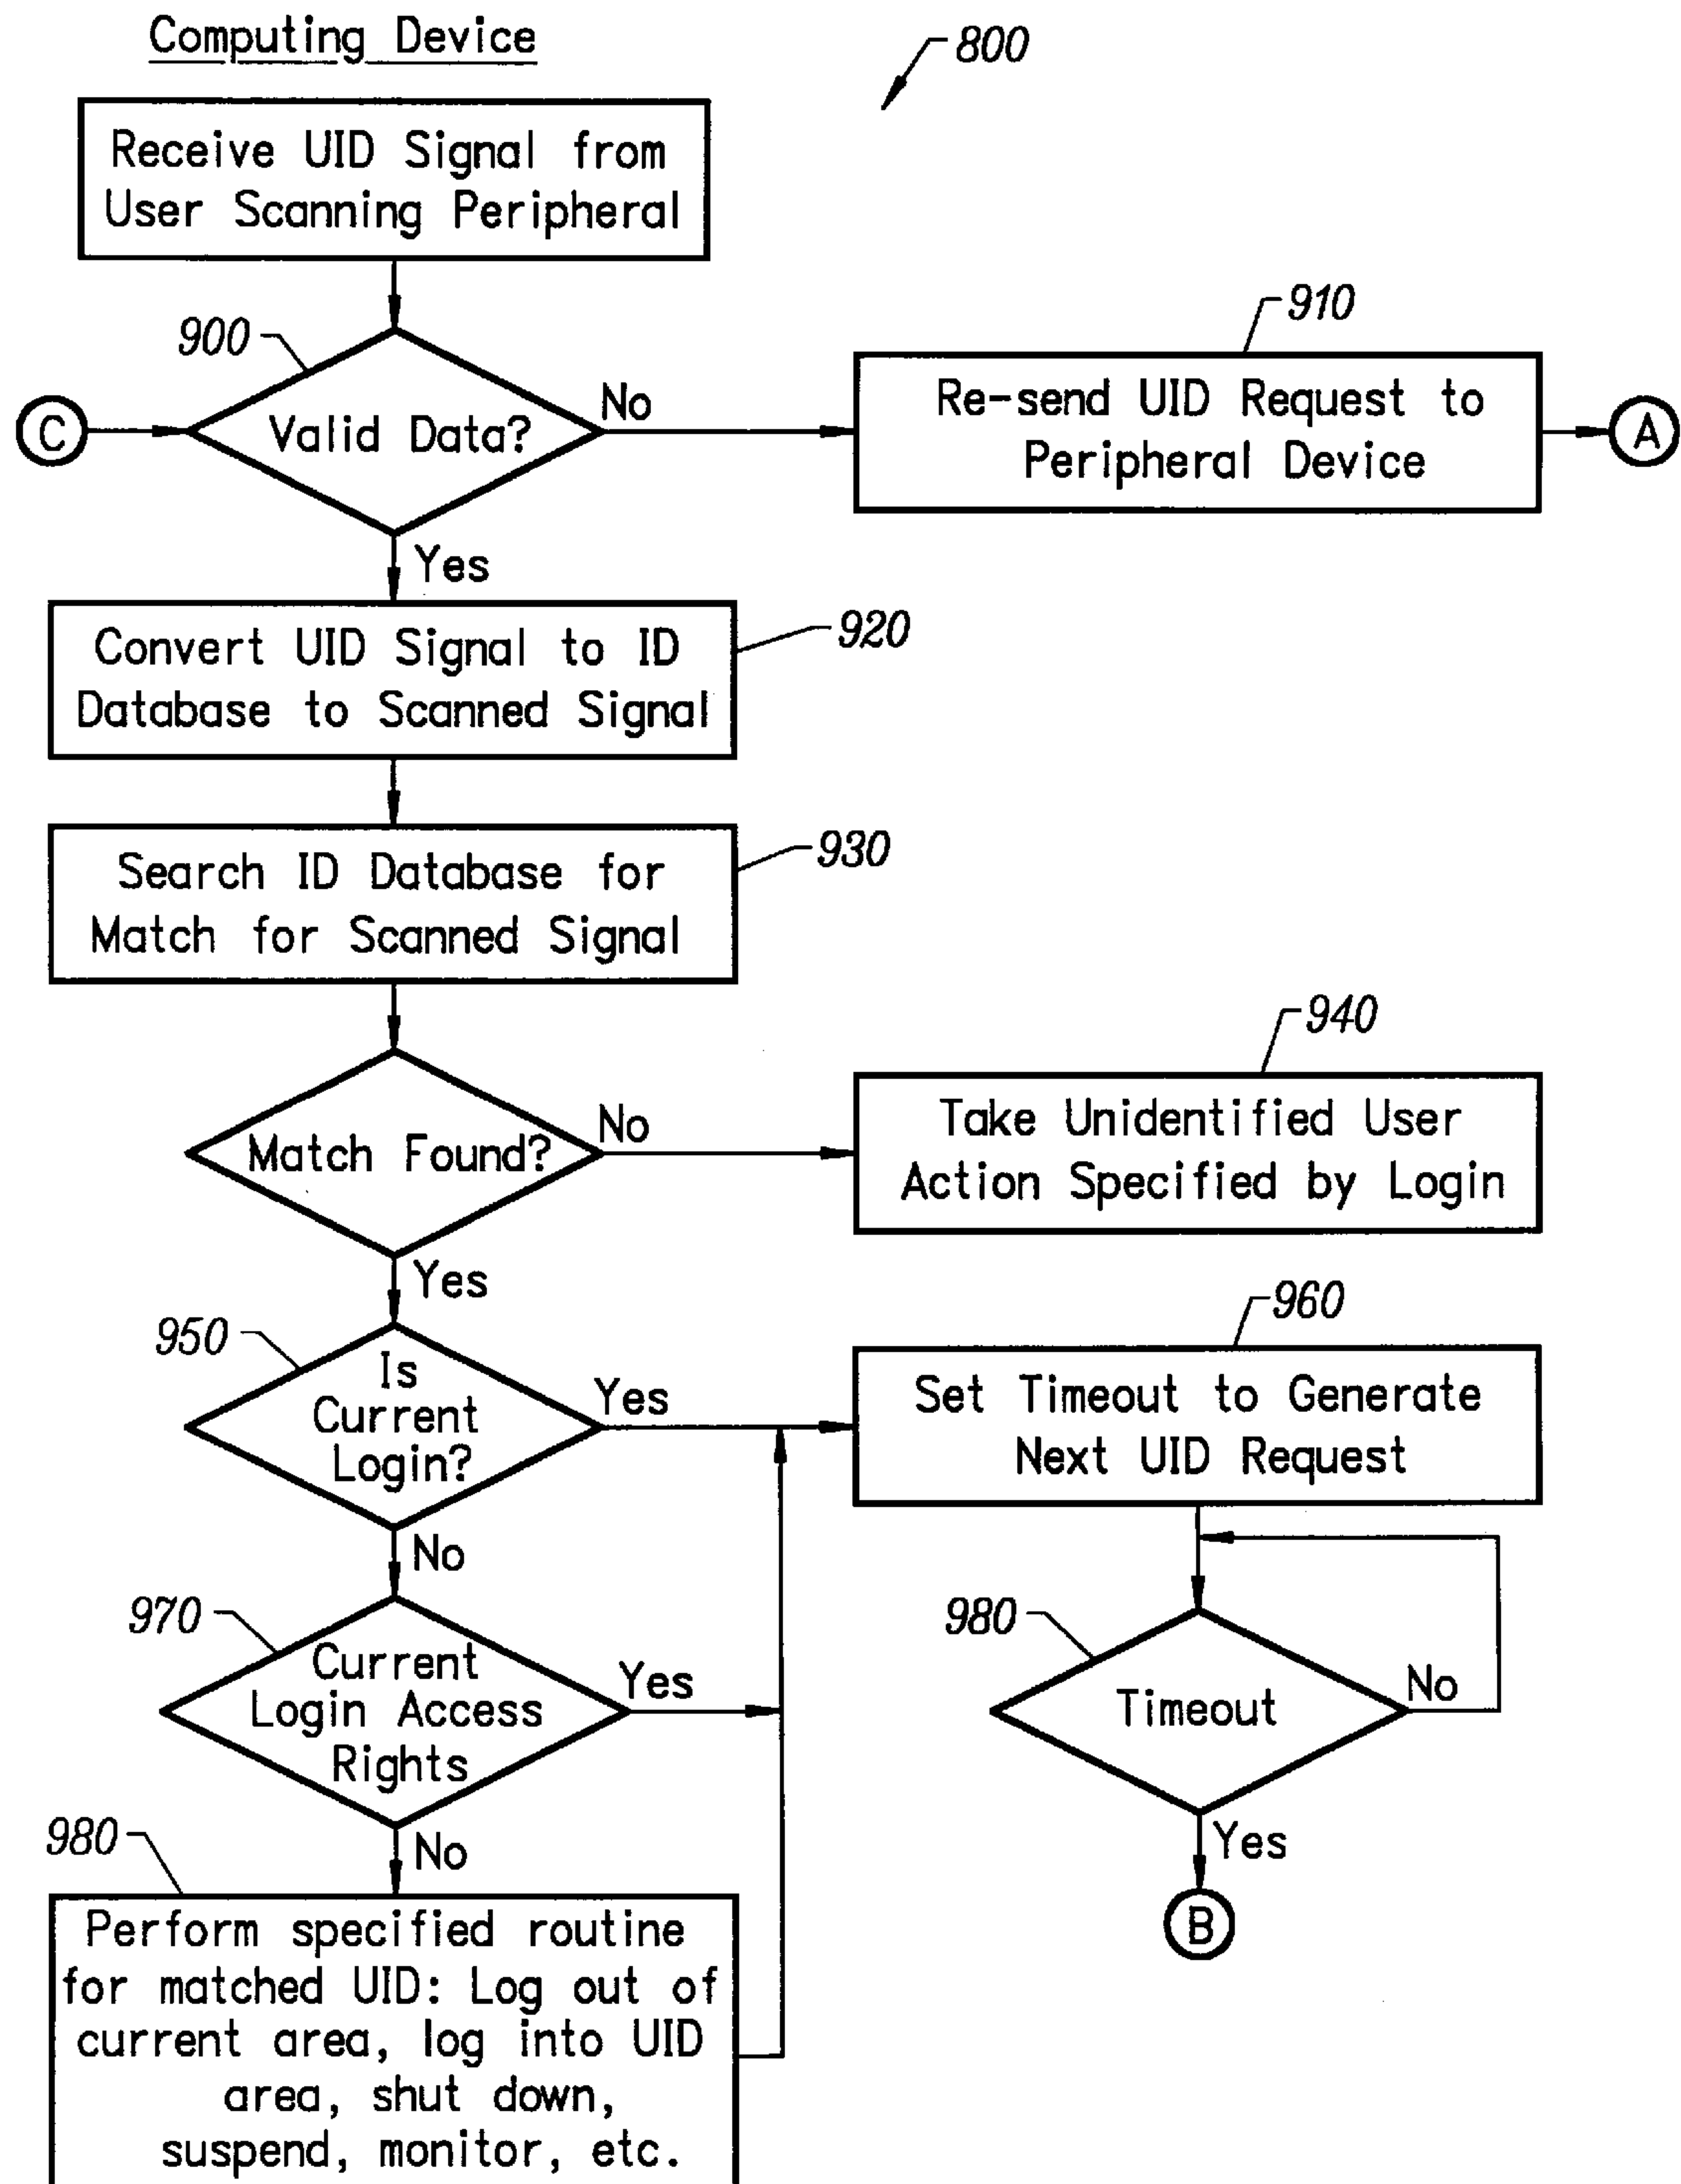 Computing Device
800
Receive UID Signal from
User Scanning Peripheral
900
C
Valid Data?
No
910
Re-send UID Request to
Peripheral Device
A
Yes
Convert UID Signal to ID
Database to Scanned Signal
920
Search ID Database for
Match for Scanned Signal
930
Match Found?
No
940
Take Unidentified User
Action Specified by Login
Yes
950
Is
Current
Login?
Yes
960
Set Timeout to Generate
Next UID Request
No
970
Current
Login Access
Rights
Yes
980
Timeout
No
Yes
B
No
980
Perform specified routine
for matched UID: Log out of
current area, log into UID
area, shut down,
suspend, monitor, etc.